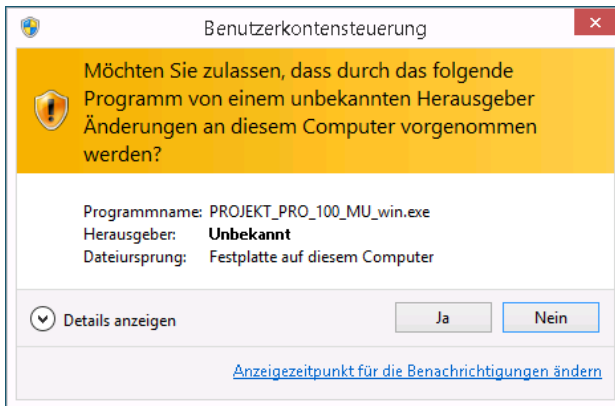 Benutzerkontensteuerung
Möchten Sie zulassen, dass durch das folgende
Programm von einem unbekannten Herausgeber
Änderungen an diesem Computer vorgenommen
werden?
Programmname: PROJEKT_PRO_100_MU_win.exe
Herausgeber: Unbekannt
Dateiursprung: Festplatte auf diesem Computer
Details anzeigen Ja Nein
Anzeigezeitpunkt für die Benachrichtigungen ändern